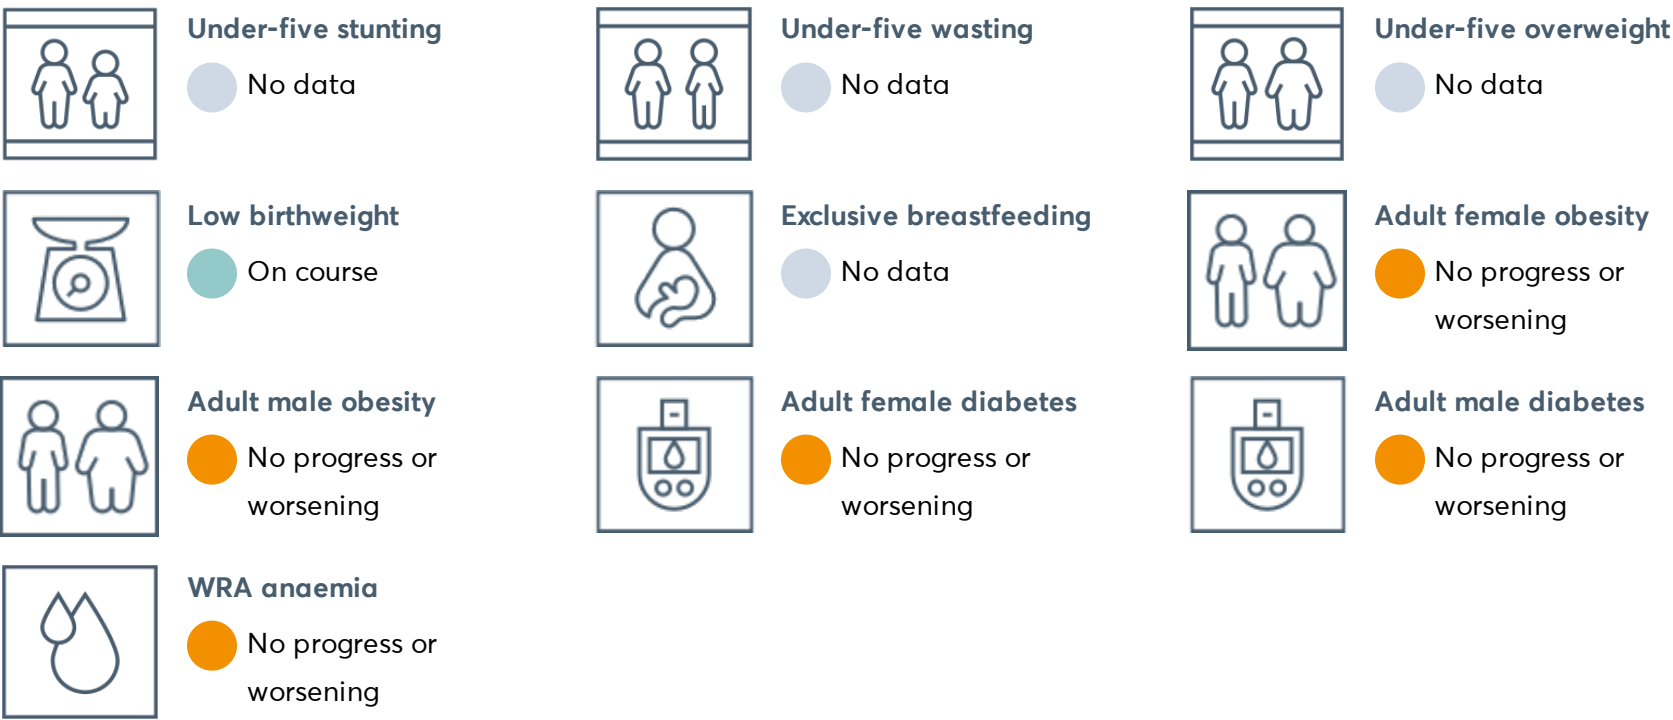 Under-five stunting
No data
Under-five wasting
No data
Under-five overweight
No data
Low birthweight
On course
Exclusive breastfeeding
No data
Adult female obesity
No progress or
worsening
Adult male obesity
No progress or
worsening
Adult female diabetes
No progress or
worsening
Adult male diabetes
No progress or
worsening
WRA anaemia
No progress or
worsening